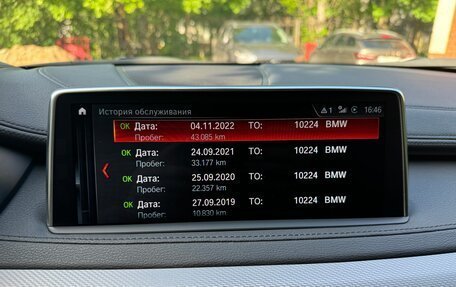 История обслуживания 1 16:46
OK Дата: 04.11.2022 ТО: 10224 BMW
Пробег: 43.085 km
OK Дата: 24.09.2021 ТО: 10224 BMW
Пробег: 33.177 km
OK Дата: 25.09.2020 ТО: 10224 BMW
Пробег: 22.357 km
OK Дата: 27.09.2019 ТО: 10224 BMW
Пробег: 10.830 km